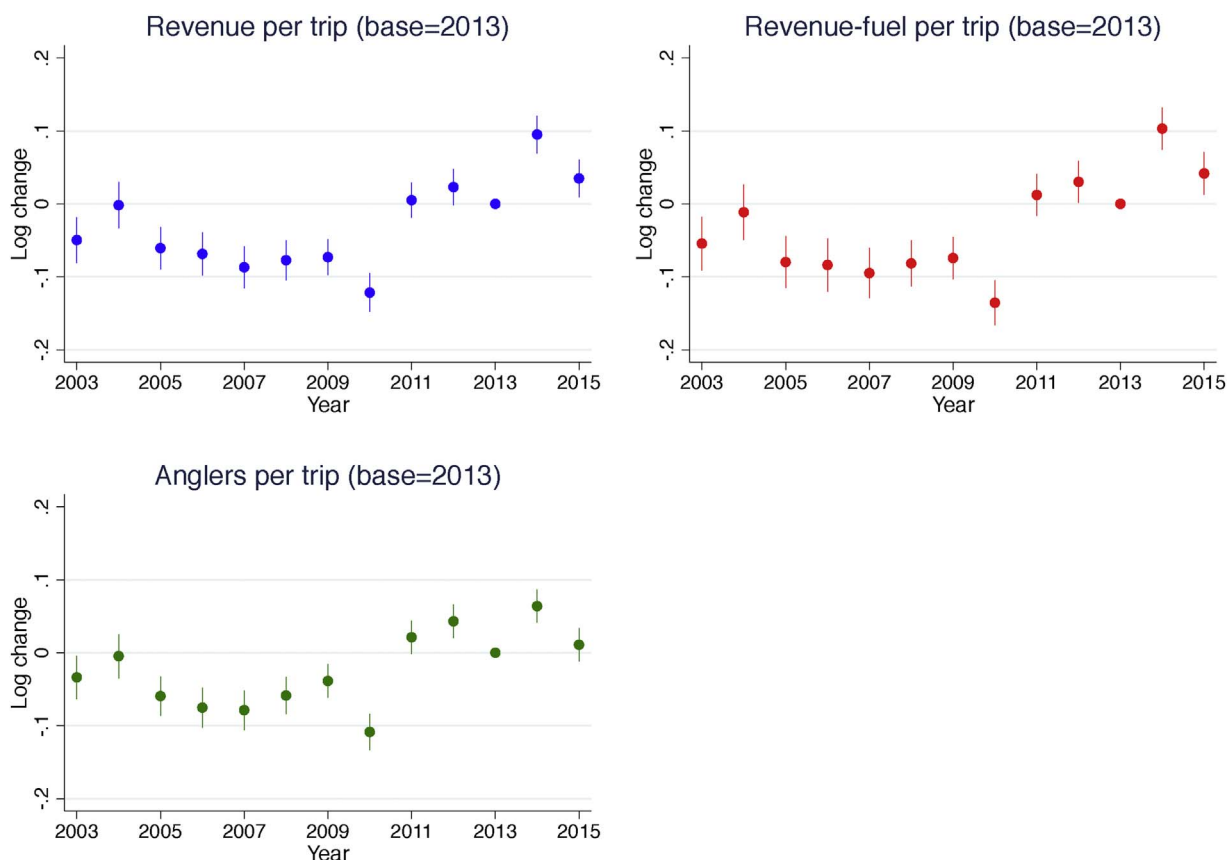 Revenue per trip (base=2013)
Log change
.2
.1
0
-.1
-.2
2003 2005 2007 2009 2011 2013 2015
Year
Revenue-fuel per trip (base=2013)
Log change
.2
.1
0
-.1
-.2
2003 2005 2007 2009 2011 2013 2015
Year
Anglers per trip (base=2013)
Log change
.2
.1
0
-.1
-.2
2003 2005 2007 2009 2011 2013 2015
Year